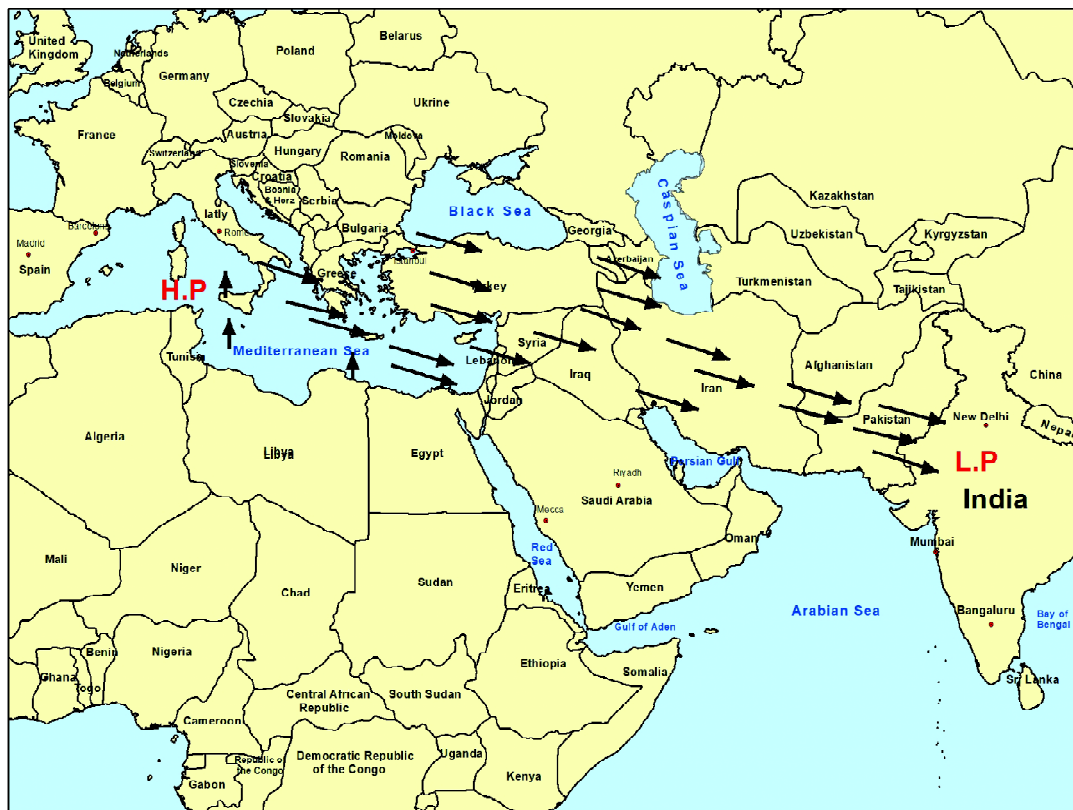 United
Kingdom
Netherlands
Belgium
Germany
Poland
Belarus
Czechia
Slovakia
Ukrine
France
Austria
Switzerland
Hungary
Moldova
Slovenia
Romania
Croatia
Bosnia
& Herz
Serbia
Iatly
Rome
Bulgaria
Barcelona
Madrid
Spain
Black Sea
Caspian Sea
Kazakhstan
Uzbekistan
Kyrgyzstan
Georgia
Azerbaijan
Istanbul
Greece
Turkey
Turkmenistan
Tajikistan
H.P
Mediterranean Sea
Tunisia
Lebanon
Syria
Iraq
Iran
Afghanistan
China
Jordan
Pakistan
New Delhi
Nepal
Algeria
Libya
Libya
Egypt
Persian Gulf
L.P
India
Riyadh
Saudi Arabia
Mecca
Oman
Mumbai
Red
Sea
Mali
Niger
Chad
Sudan
Eritrea
Yemen
Arabian Sea
Bangaluru
Bay of
Bengal
Gulf of Aden
Benin
Nigeria
Ghana
Togo
Ethiopia
Somalia
Sri Lanka
Central African
Republic
South Sudan
Cameroon
Republic of
the Congo
Democratic Republic
of the Congo
Uganda
Kenya
Gabon